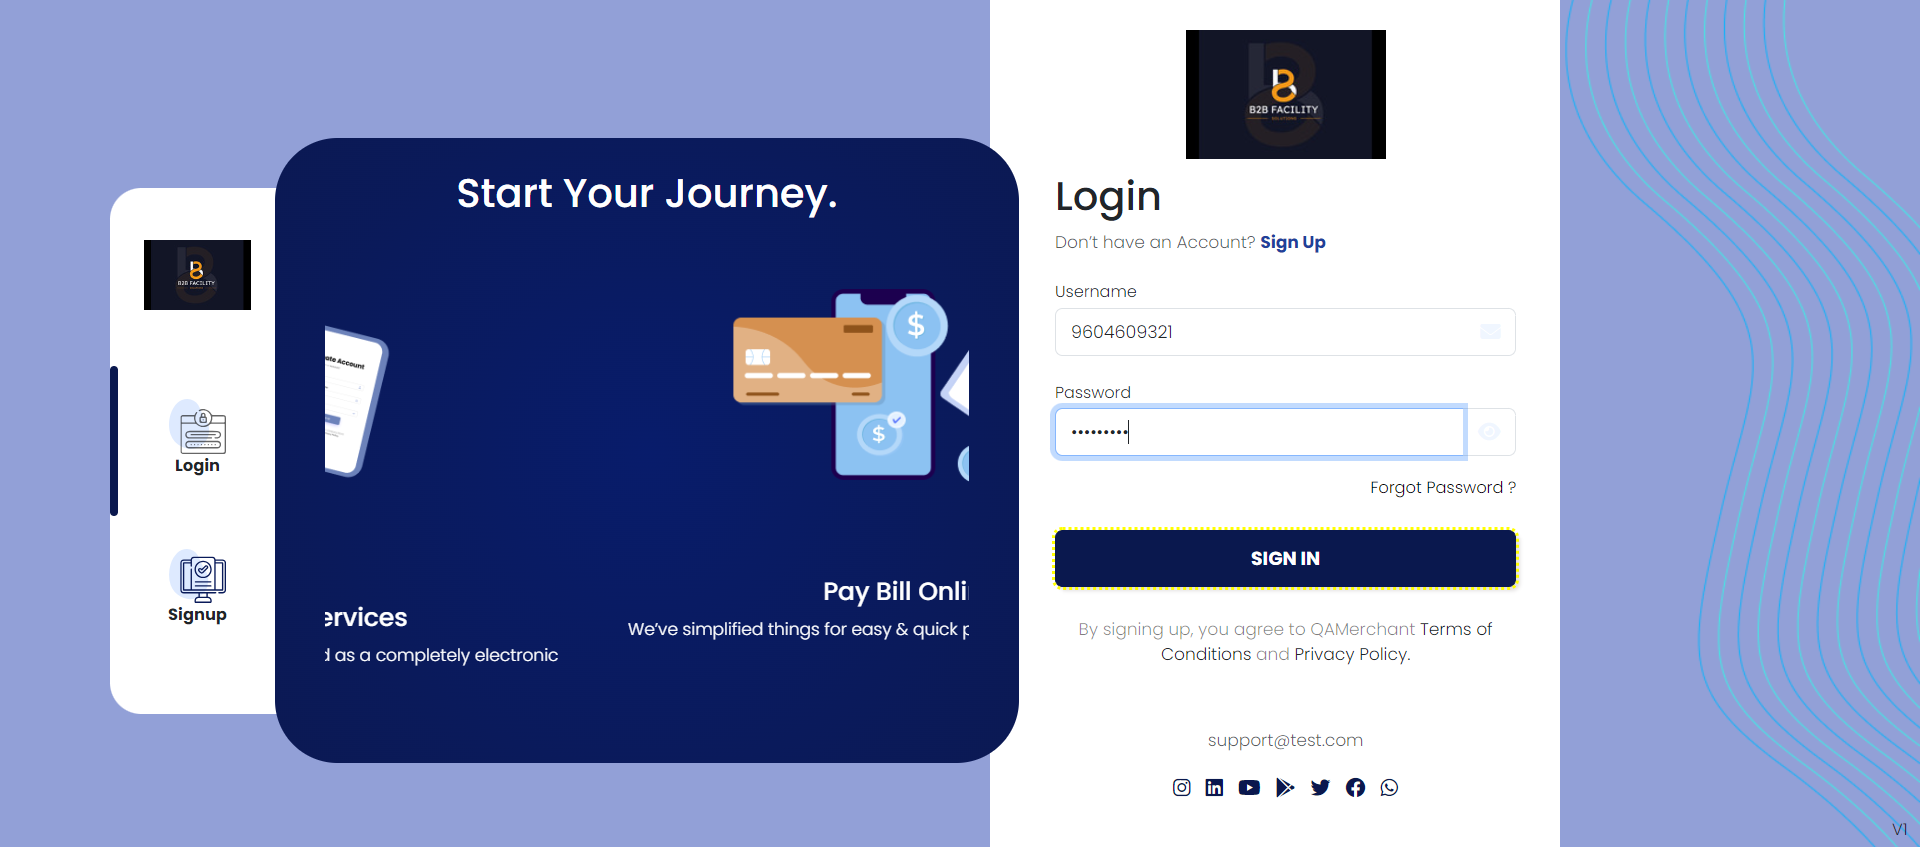 B2B FACILITY
Login
Signup
Start Your Journey.
ate Account
ervices
d as a completely electronic
Pay Bill Onli
We've simplified things for easy & quick p
B2B FACILITY
SOLUTIONS
Login
Don't have an Account? Sign Up
Username
9604609321
Password
•••••••••
Forgot Password ?
SIGN IN
By signing up, you agree to QAMerchant Terms of
Conditions and Privacy Policy.
support@test.com
V1